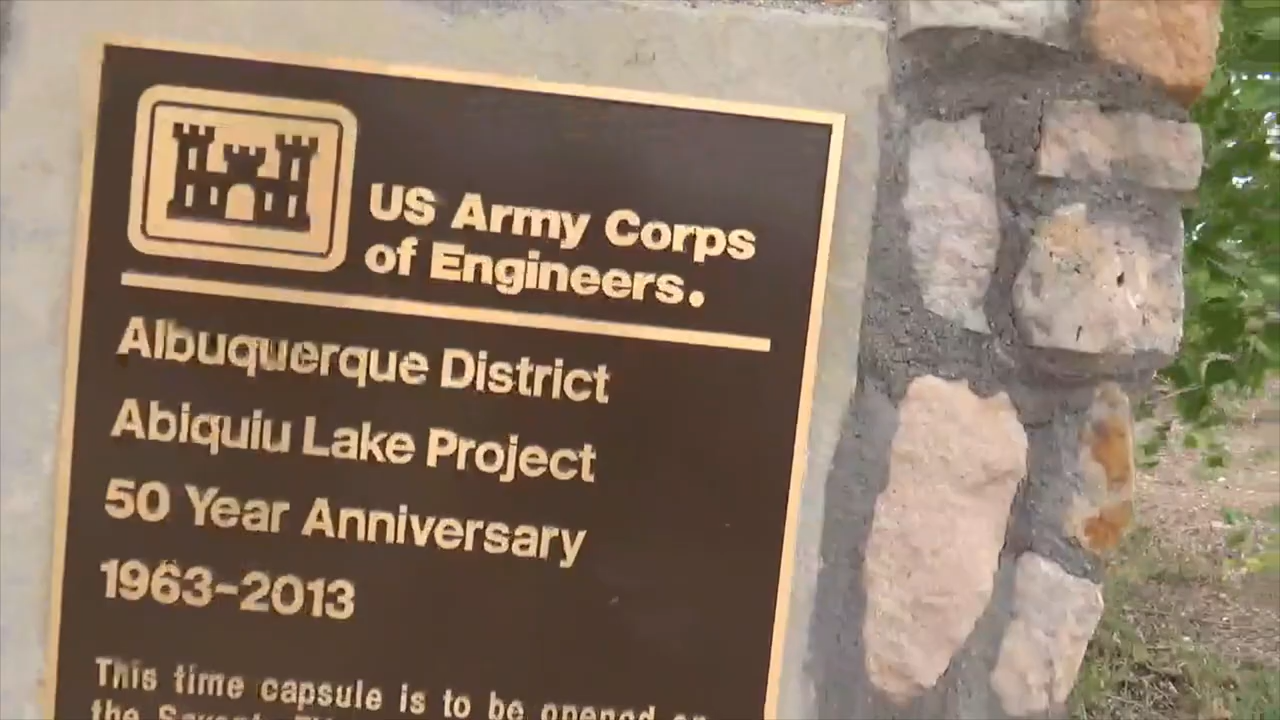 US Army Corps
of Engineers.
Albuquerque District
Abiquiu Lake Project
50 Year Anniversary
1963-2013
This time capsule is to be opened on
the